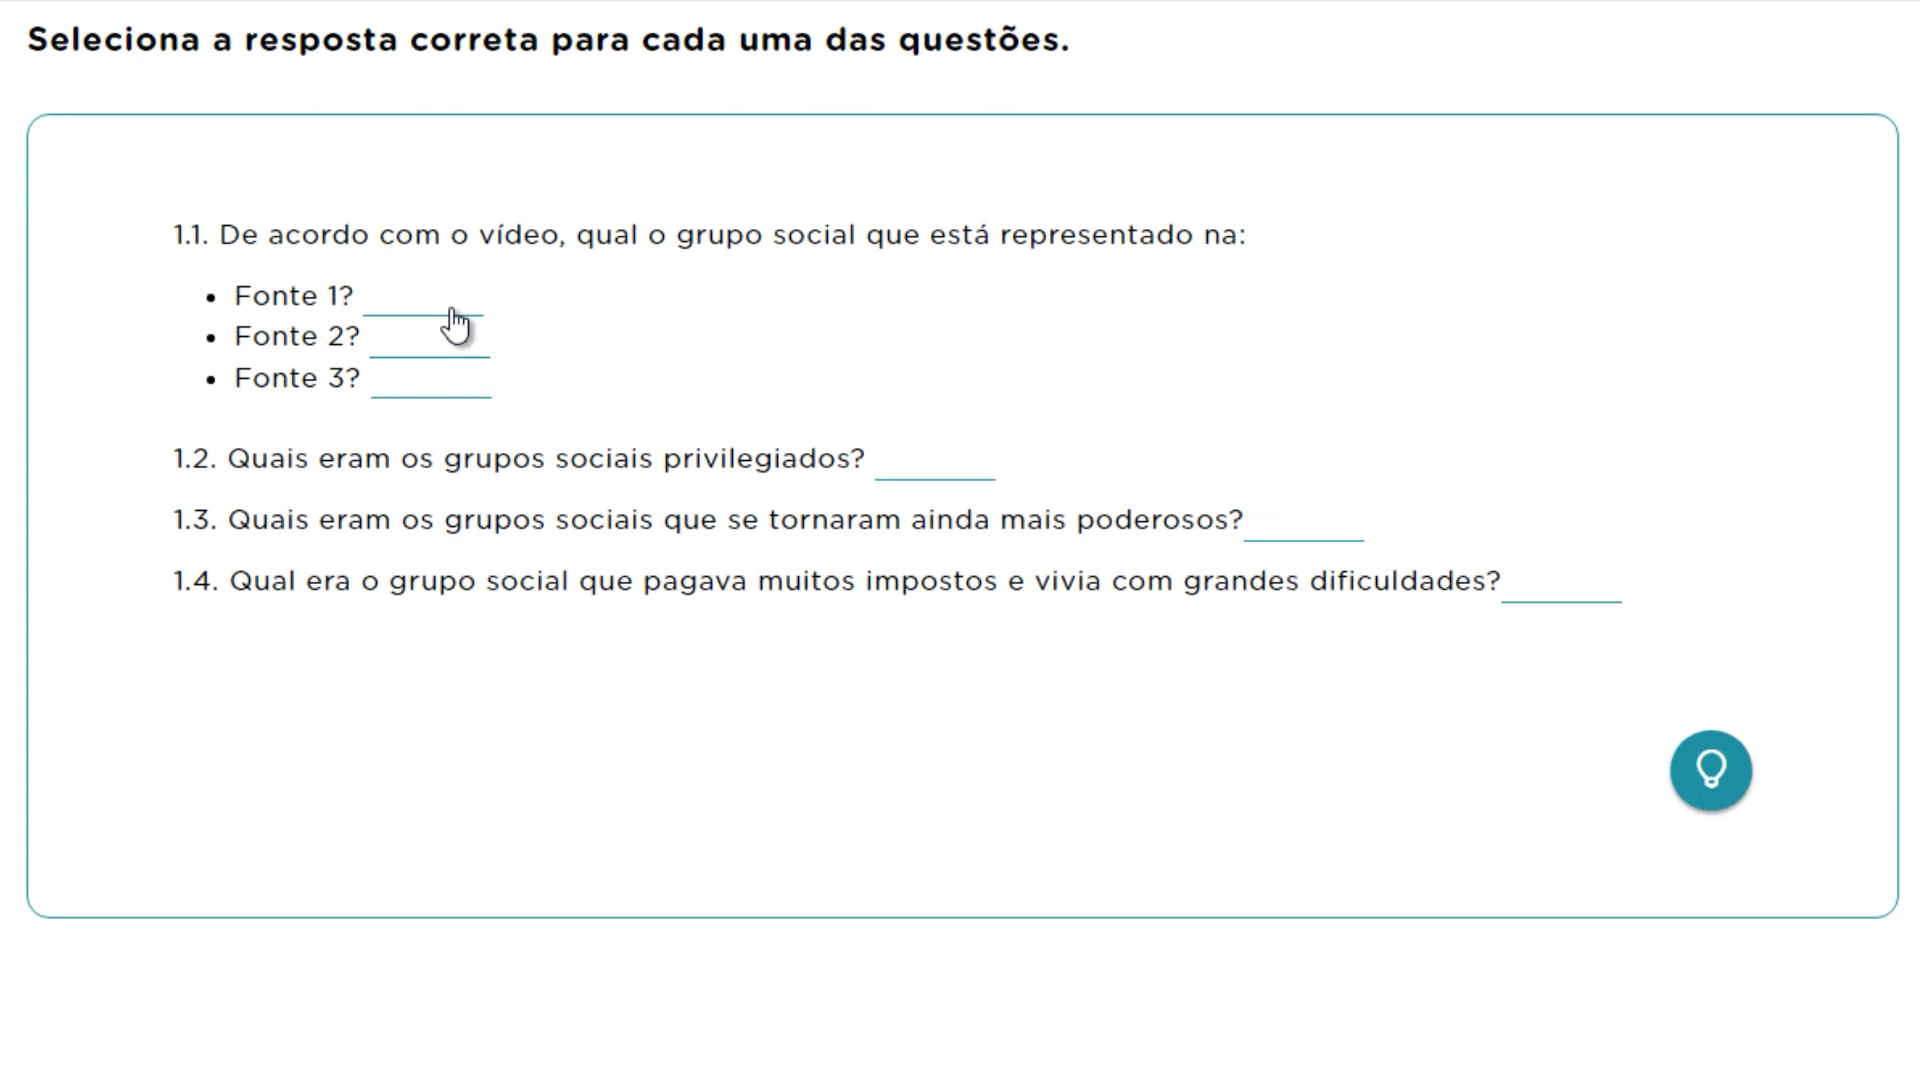 Seleciona a resposta correta para cada uma das questões.
1.1. De acordo com o vídeo, qual o grupo social que está representado na:
• Fonte 1?
• Fonte 2?
• Fonte 3?
1.2. Quais eram os grupos sociais privilegiados?
1.3. Quais eram os grupos sociais que se tornaram ainda mais poderosos?
1.4. Qual era o grupo social que pagava muitos impostos e vivia com grandes dificuldades?